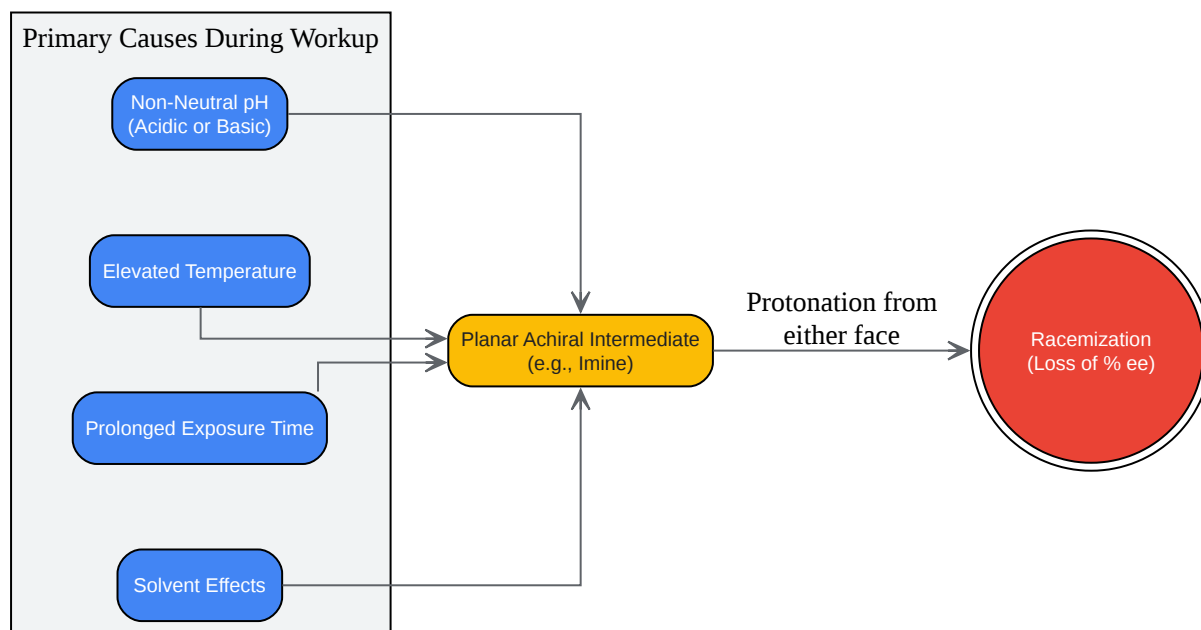 Primary Causes During Workup
Non-Neutral pH
(Acidic or Basic)
Elevated Temperature
Prolonged Exposure Time
Solvent Effects
Planar Achiral Intermediate
(e.g., Imine)
Protonation from
either face
Racemization
(Loss of % ee)